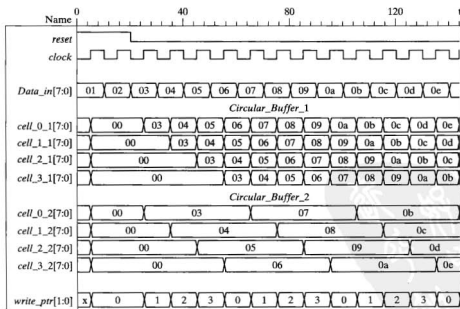 Name 0 40 80 120
reset
clock
Data_in[7:0] 01 02 03 04 05 06 07 08 09 0a 0b 0c 0d 0e
Circular_Buffer_1
cell_0_1[7:0] 00 03 04 05 06 07 08 09 0a 0b 0c 0d 0e
cell_1_1[7:0] 00 03 04 05 06 07 08 09 0a 0b 0c 0d
cell_2_1[7:0] 00 03 04 05 06 07 08 09 0a 0b 0c
cell_3_1[7:0] 00 03 04 05 06 07 08 09 0a 0b
Circular_Buffer_2
cell_0_2[7:0] 00 03 07 0b
cell_1_2[7:0] 00 04 08 0c
cell_2_2[7:0] 00 05 09 0d
cell_3_2[7:0] 00 06 0a 0e
write_ptr[1:0] x 0 1 2 3 0 1 2 3 0 1 2 3 0